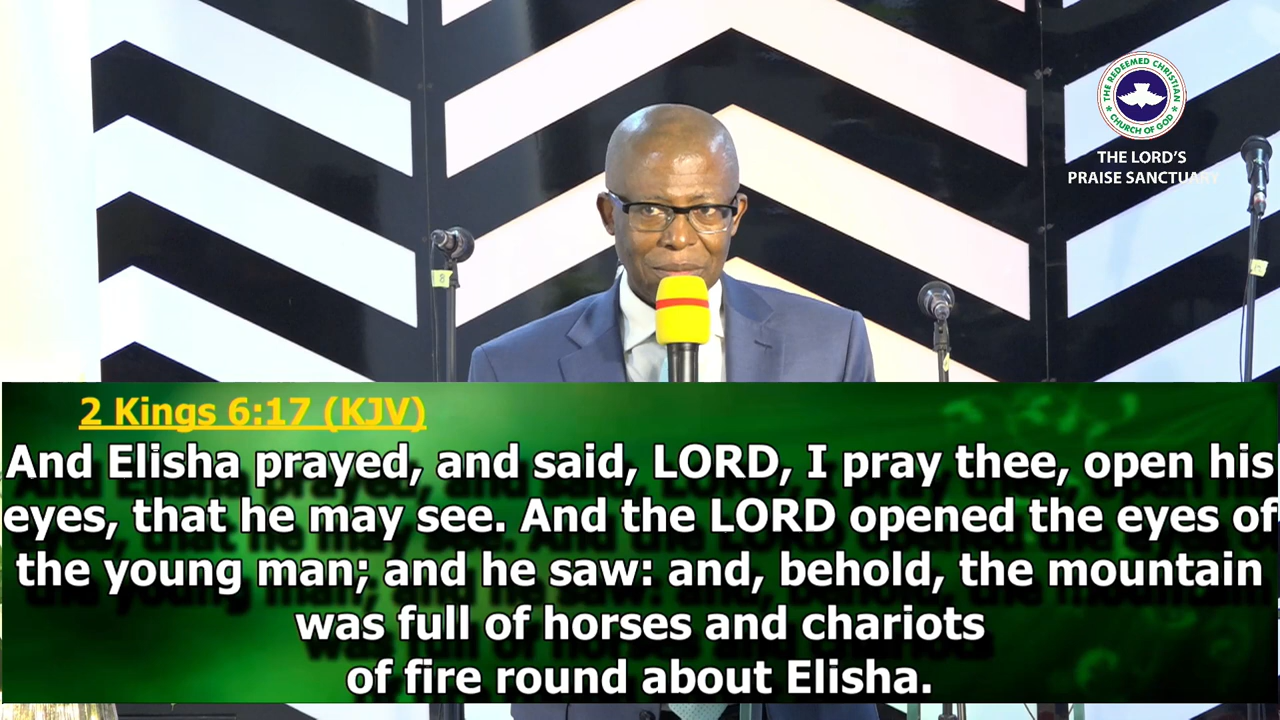 THE REDEEMED CHRISTIAN
CHURCH OF GOD
THE LORD'S
PRAISE SANCTUARY
8
2 Kings 6:17 (KJV)
And Elisha prayed, and said, LORD, I pray thee, open his
eyes, that he may see. And the LORD opened the eyes of
the young man; and he saw: and, behold, the mountain
was full of horses and chariots
of fire round about Elisha.